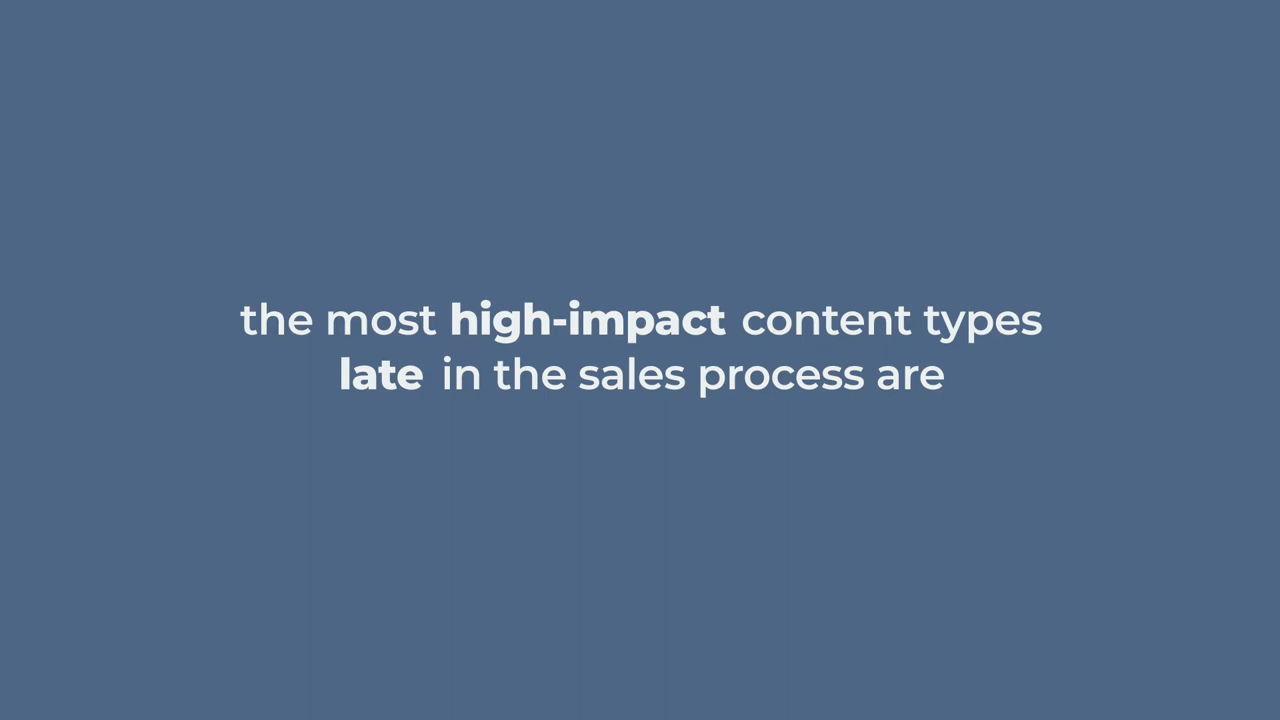 the most high-impact content types
late in the sales process are